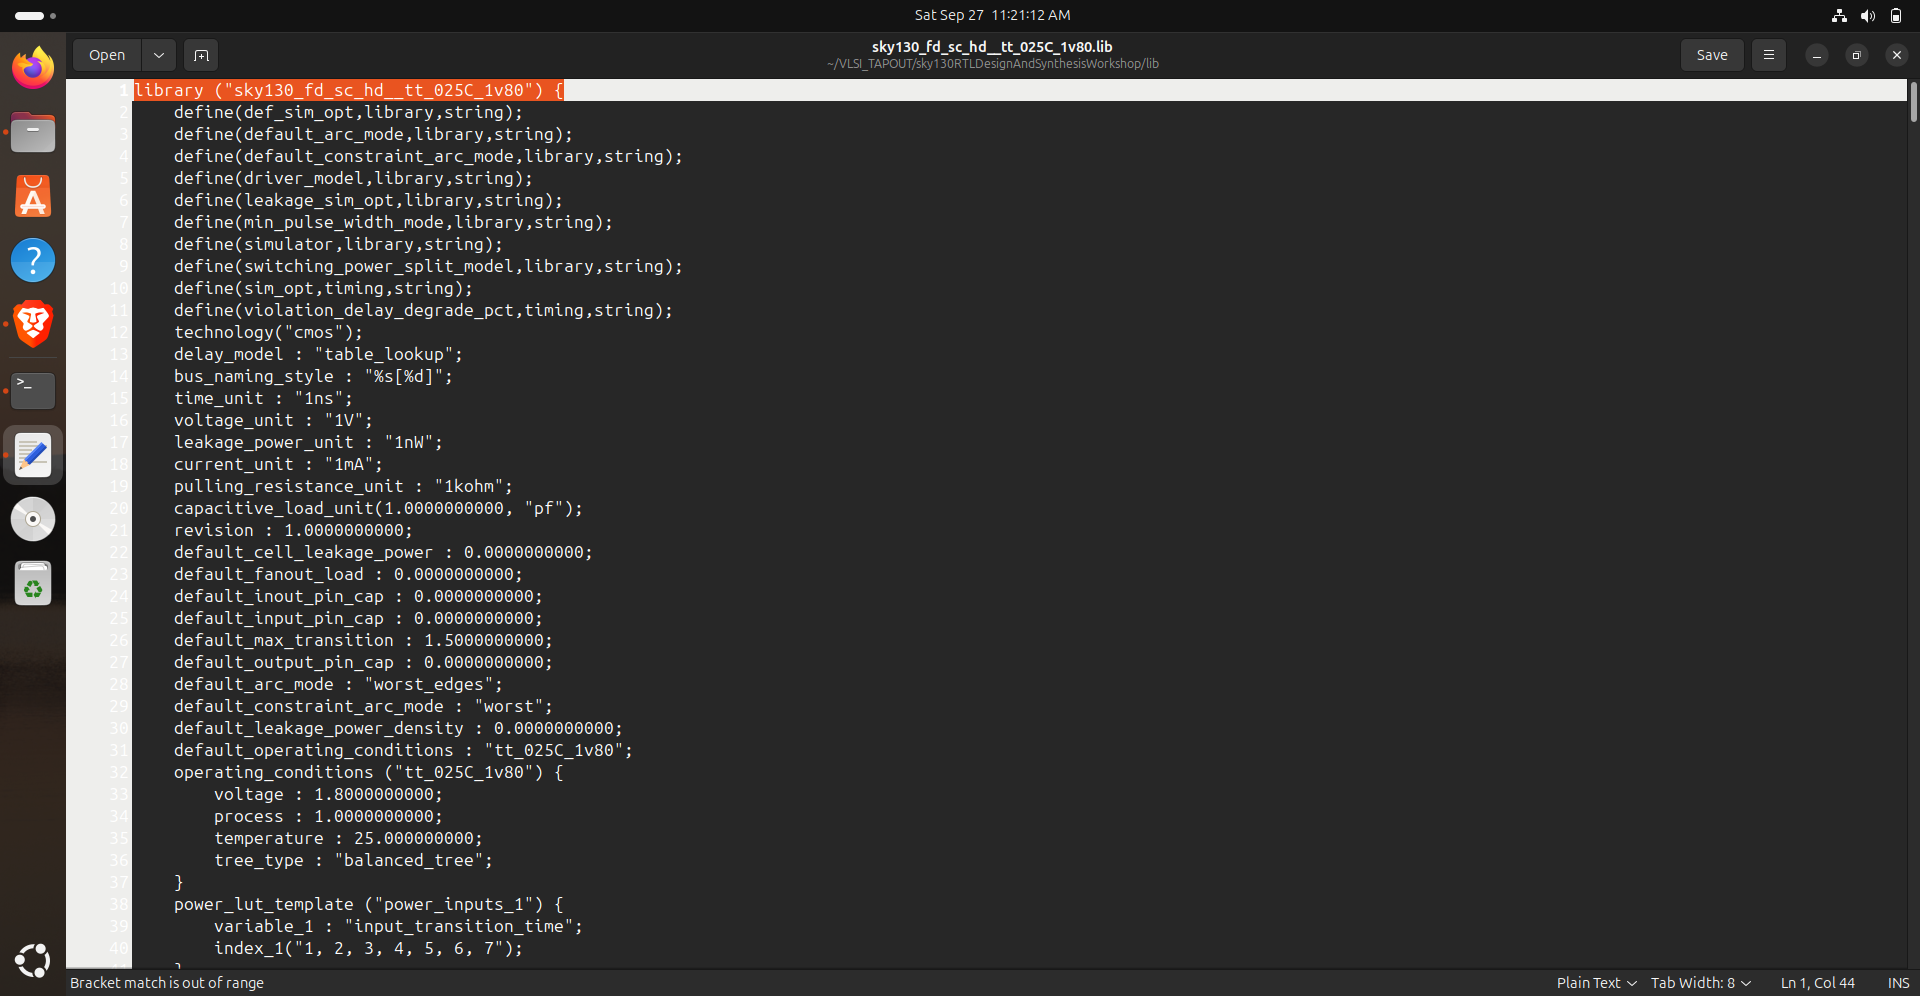 Sat Sep 27 11:21:12 AM
Open
sky130_fd_sc_hd__tt_025C_1v80.lib
~/VLSI_TAPOUT/sky130RTLDesignAndSynthesisWorkshop/lib
Save
1 library ("sky130_fd_sc_hd__tt_025C_1v80") {
2 define(def_sim_opt,library,string);
3 define(default_arc_mode,library,string);
4 define(default_constraint_arc_mode,library,string);
5 define(driver_model,library,string);
6 define(leakage_sim_opt,library,string);
7 define(min_pulse_width_mode,library,string);
8 define(simulator,library,string);
9 define(switching_power_split_model,library,string);
10 define(sim_opt,timing,string);
11 define(violation_delay_degrade_pct,timing,string);
12 technology("cmos");
13 delay_model : "table_lookup";
14 bus_naming_style : "%s[%d]";
15 time_unit : "1ns";
16 voltage_unit : "1V";
17 leakage_power_unit : "1nW";
18 current_unit : "1mA";
19 pulling_resistance_unit : "1kohm";
20 capacitive_load_unit(1.0000000000, "pf");
21 revision : 1.0000000000;
22 default_cell_leakage_power : 0.0000000000;
23 default_fanout_load : 0.0000000000;
24 default_inout_pin_cap : 0.0000000000;
25 default_input_pin_cap : 0.0000000000;
26 default_max_transition : 1.5000000000;
27 default_output_pin_cap : 0.0000000000;
28 default_arc_mode : "worst_edges";
29 default_constraint_arc_mode : "worst";
30 default_leakage_power_density : 0.0000000000;
31 default_operating_conditions : "tt_025C_1v80";
32 operating_conditions ("tt_025C_1v80") {
33 voltage : 1.8000000000;
34 process : 1.0000000000;
35 temperature : 25.000000000;
36 tree_type : "balanced_tree";
37 }
38 power_lut_template ("power_inputs_1") {
39 variable_1 : "input_transition_time";
40 index_1("1, 2, 3, 4, 5, 6, 7");
Bracket match is out of range
Plain Text
Tab Width: 8
Ln 1, Col 44
INS